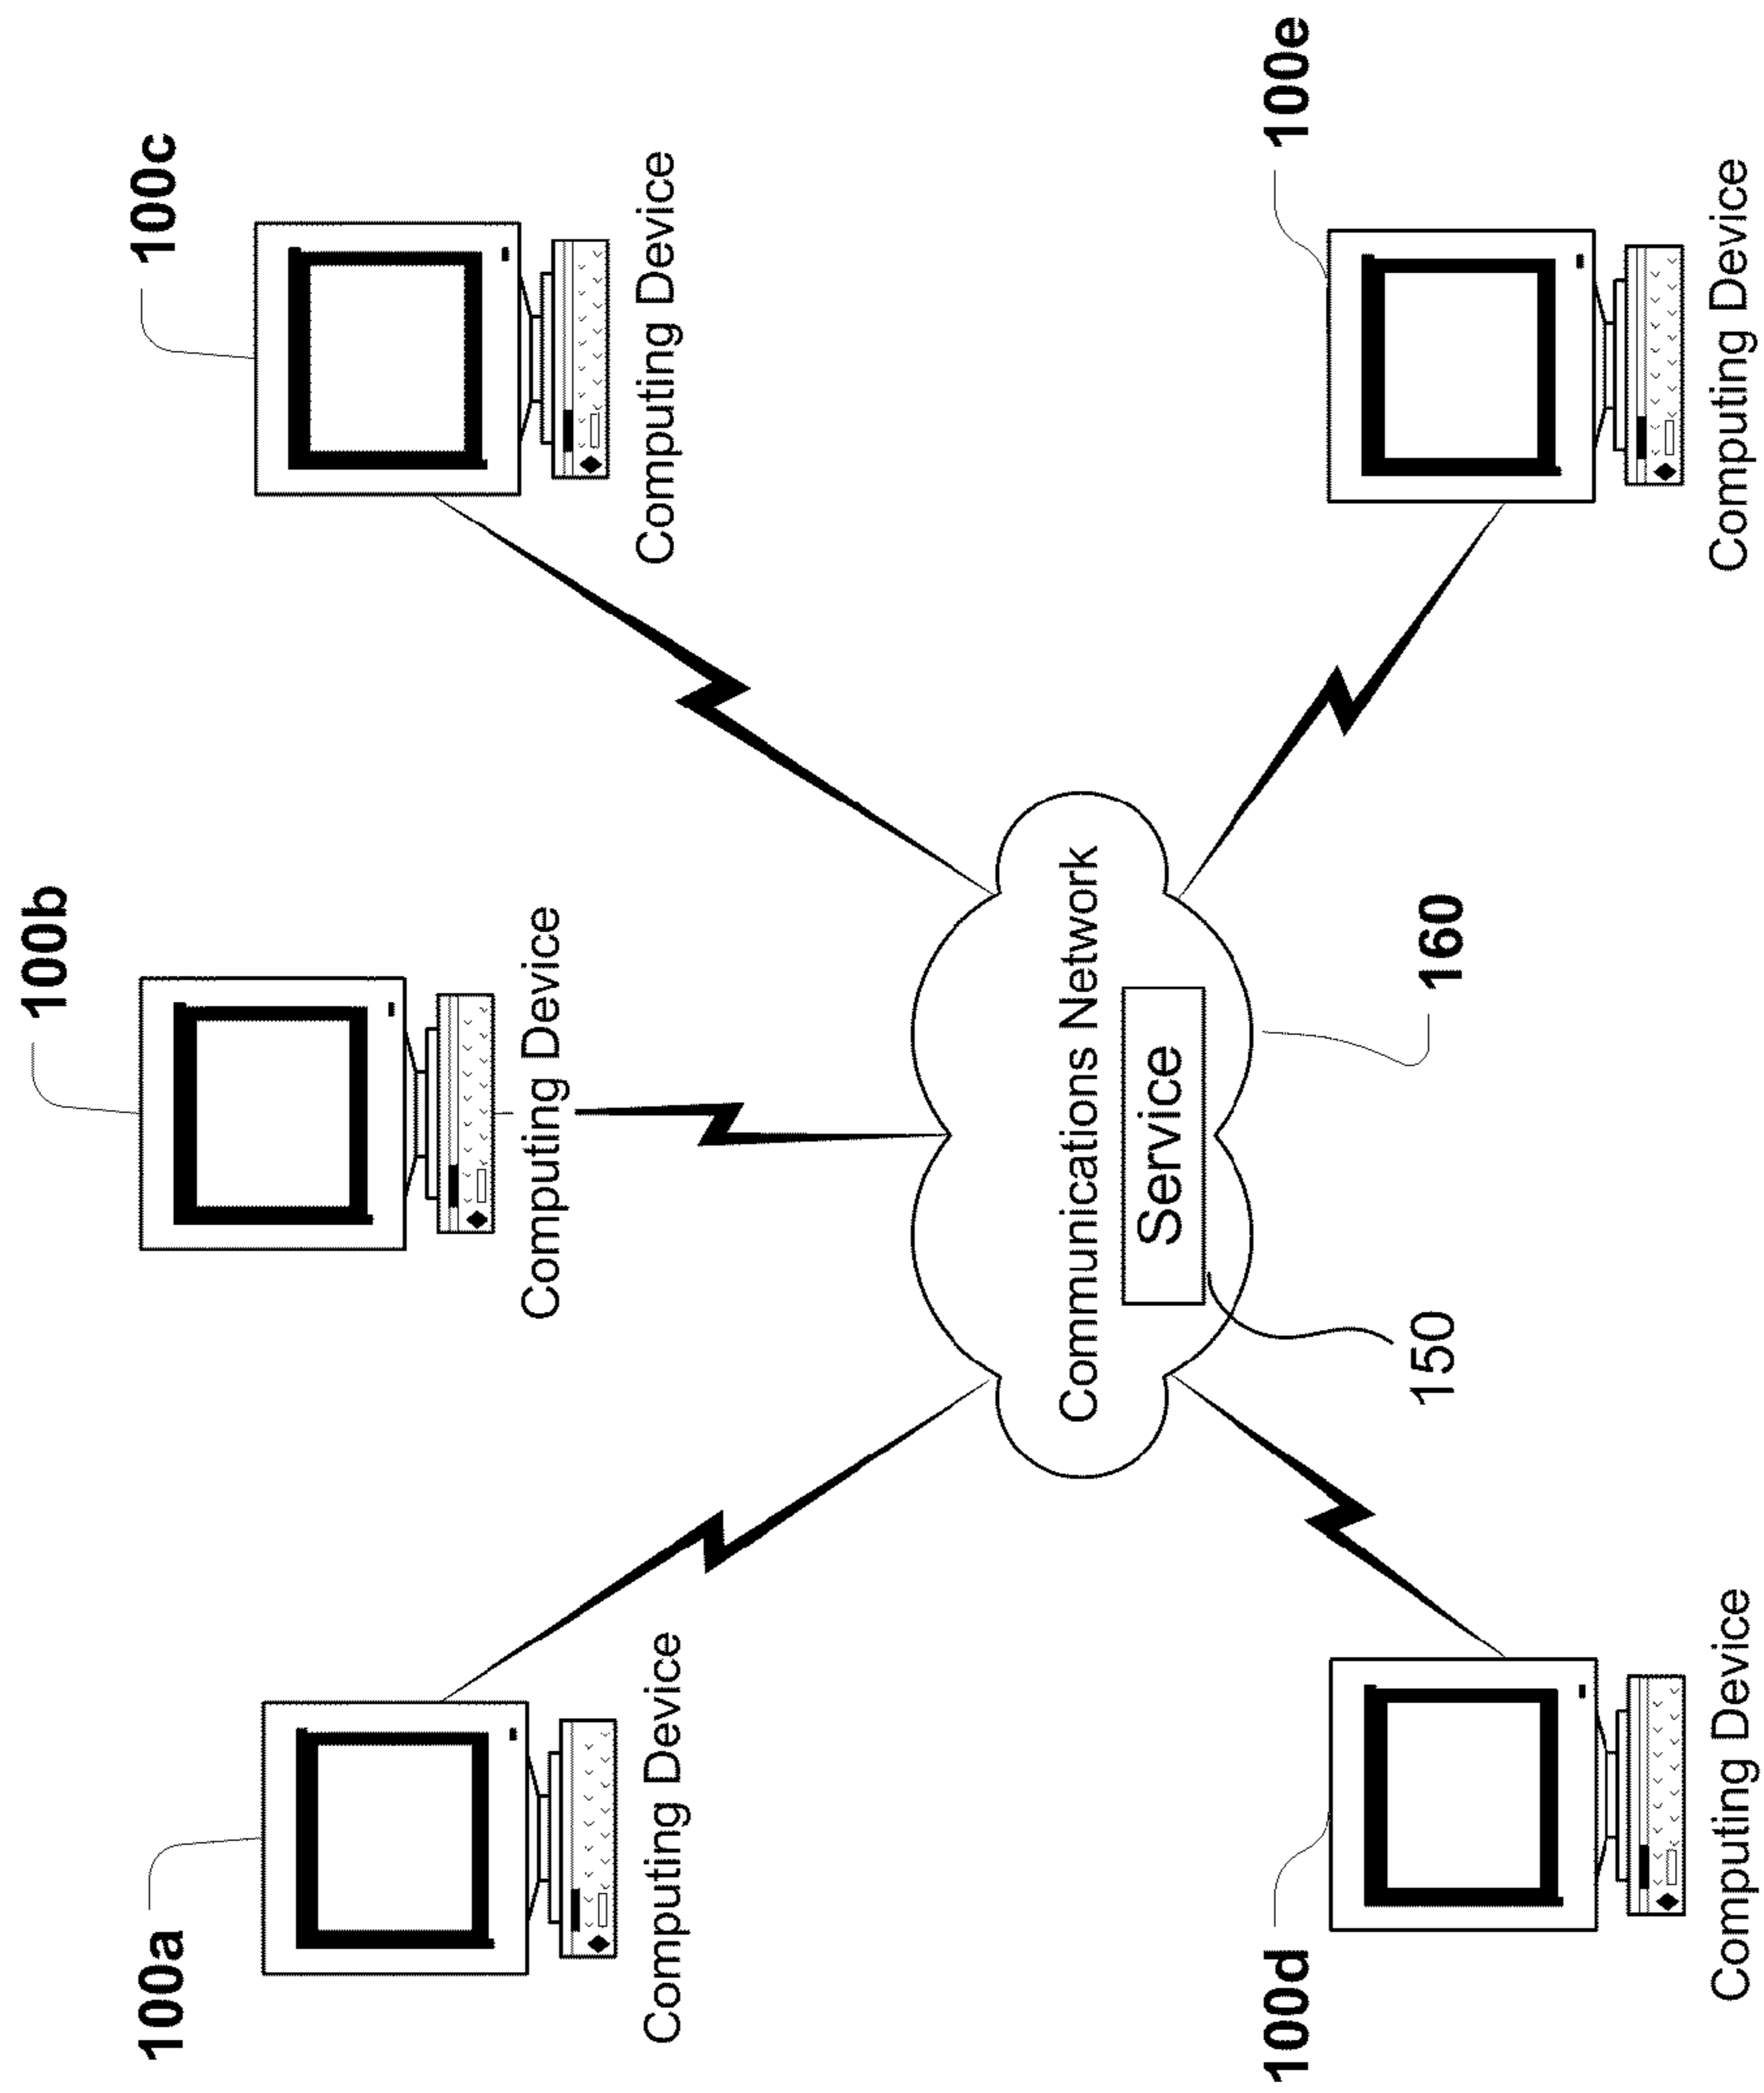 100b
100c
100a
Computing Device
Computing Device
Computing Device
Communications Network
Service
150
160
100d
100e
Computing Device
Computing Device